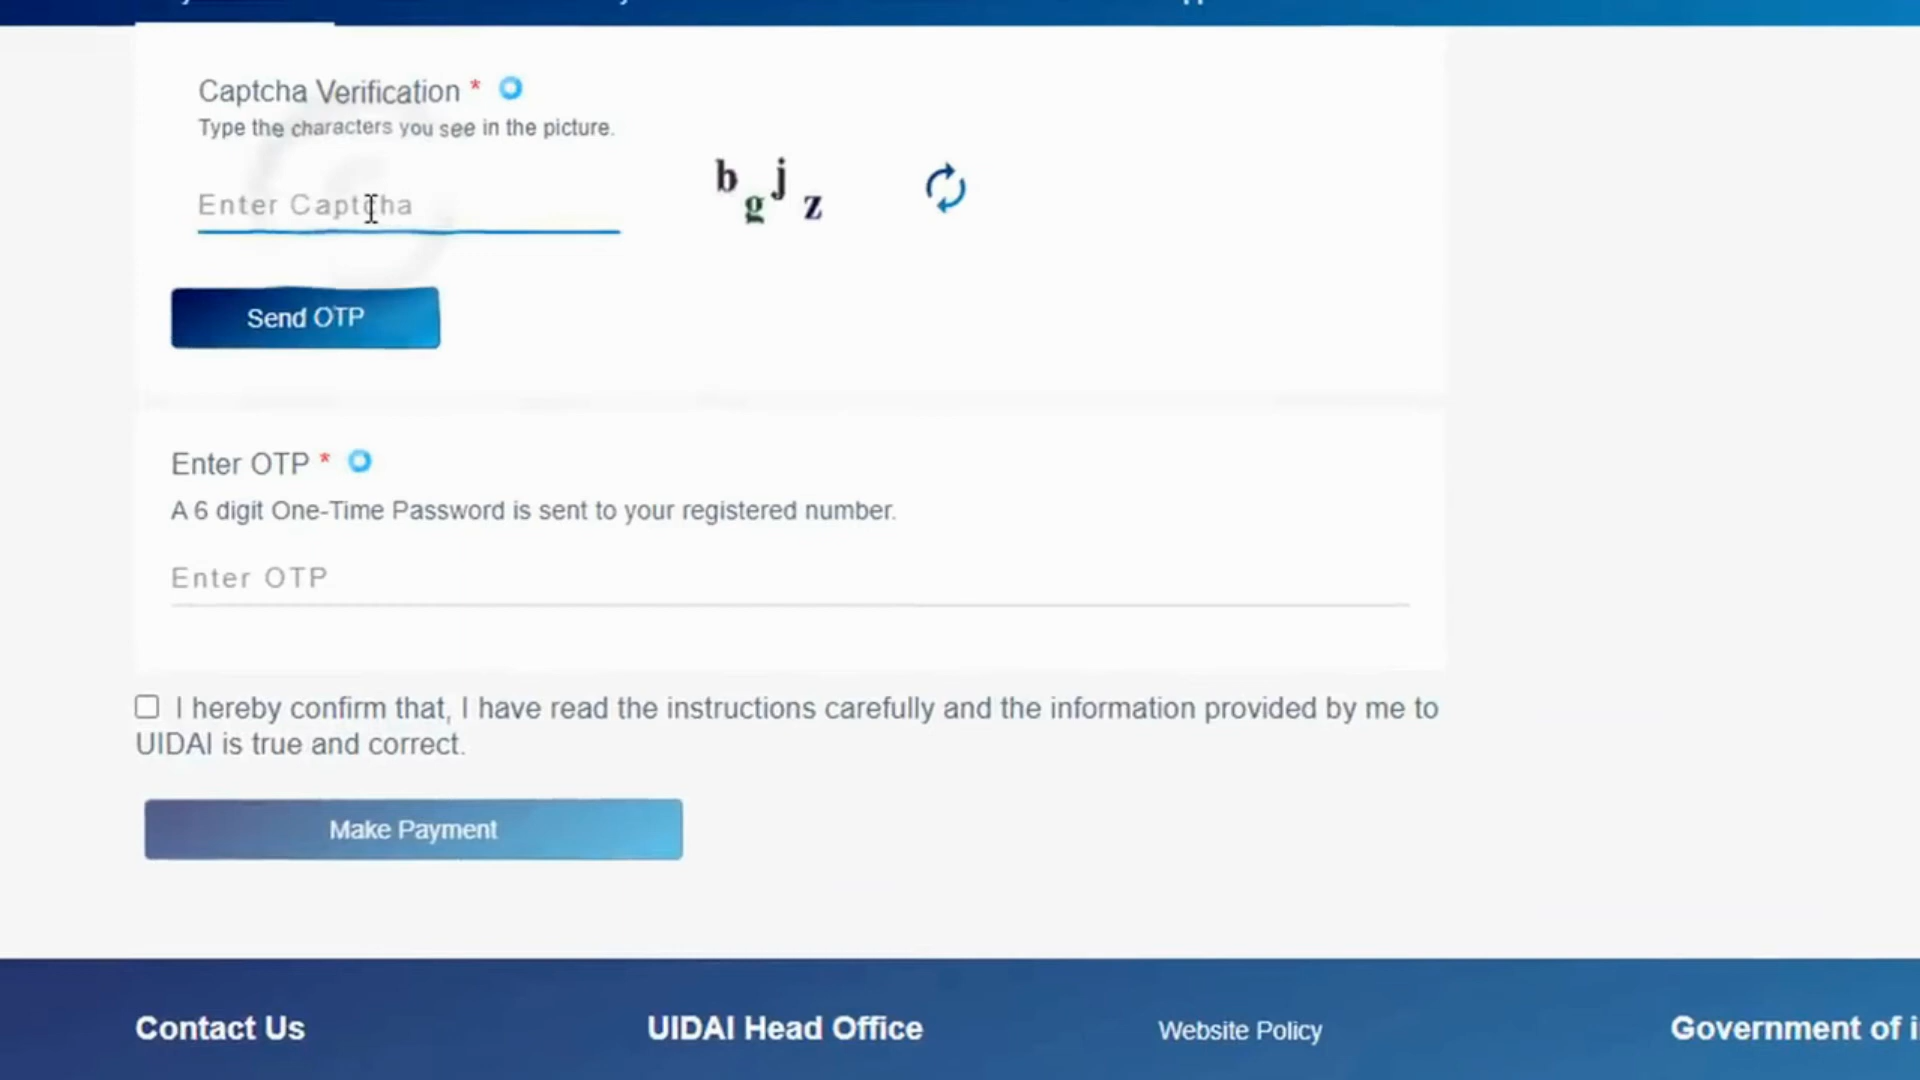 Captcha Verification *
Type the characters you see in the picture.
Enter Captcha
b g j z
Send OTP
Enter OTP *
A 6 digit One-Time Password is sent to your registered number.
Enter OTP
I hereby confirm that, I have read the instructions carefully and the information provided by me to
UIDAI is true and correct.
Make Payment
Contact Us
UIDAI Head Office
Website Policy
Government of